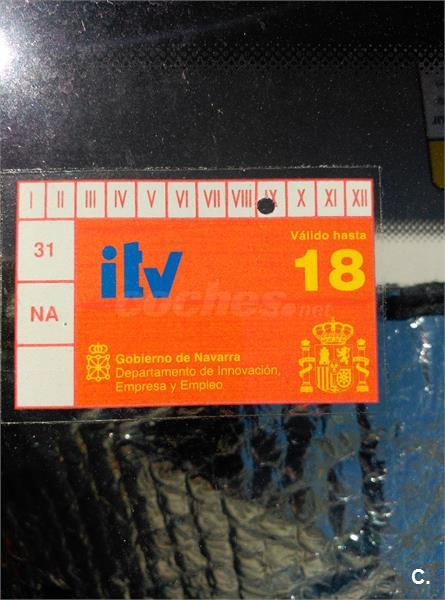 I II III IV V VI VII VIII IX X XI XII
31
NA
itv
Válido hasta
18
coches.net
Gobierno de Navarra
Departamento de Innovación,
Empresa y Empleo
C.